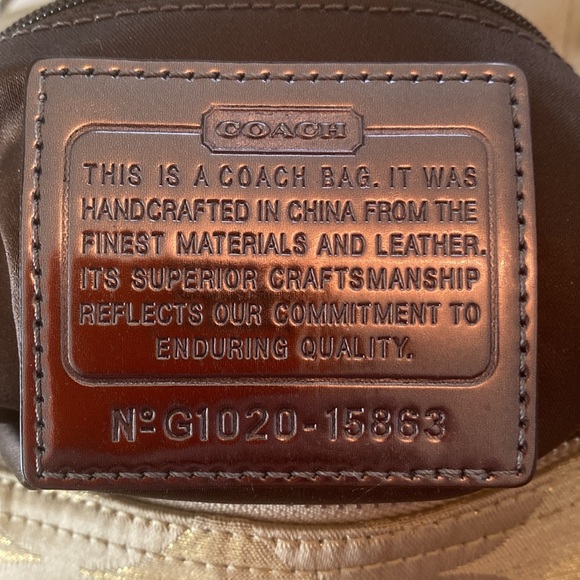 COACH
THIS IS A COACH BAG. IT WAS
HANDCRAFTED IN CHINA FROM THE
FINEST MATERIALS AND LEATHER.
ITS SUPERIOR CRAFTSMANSHIP
REFLECTS OUR COMMITMENT TO
ENDURING QUALITY.
Nº G1020-15863